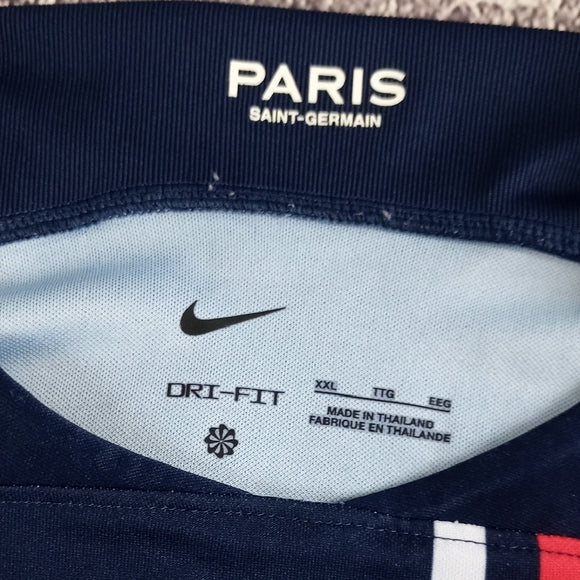 PARIS
SAINT-GERMAIN
DRI-FIT
XXL TTG EEG
MADE IN THAILAND
FABRIQUE EN THAILANDE